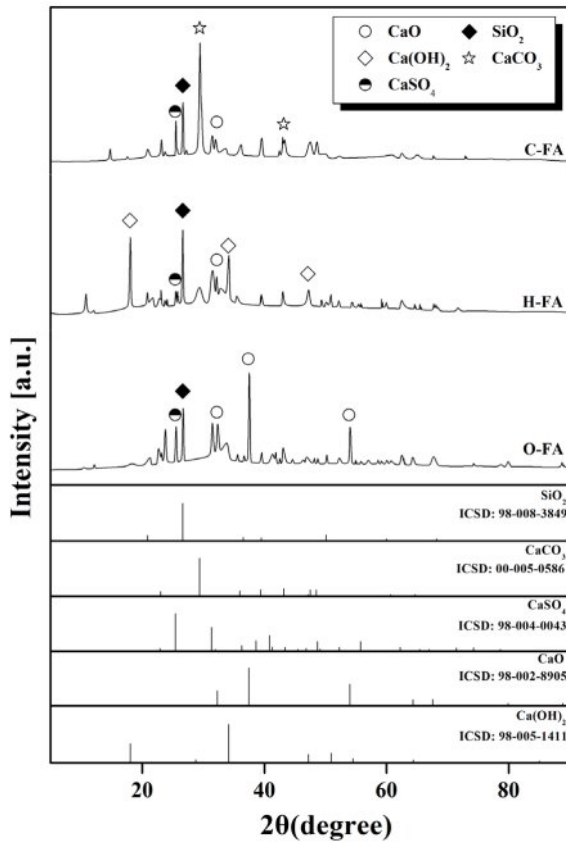 CaO
SiO₂
Ca(OH)₂
CaCO₃
CaSO₄
C-FA
H-FA
O-FA
SiO₂
ICSD: 98-008-3849
CaCO₃
ICSD: 00-005-0586
CaSO₄
ICSD: 98-004-0043
CaO
ICSD: 98-002-8905
Ca(OH)₂
ICSD: 98-005-1411
Intensity [a.u.]
20 40 60 80
2θ(degree)